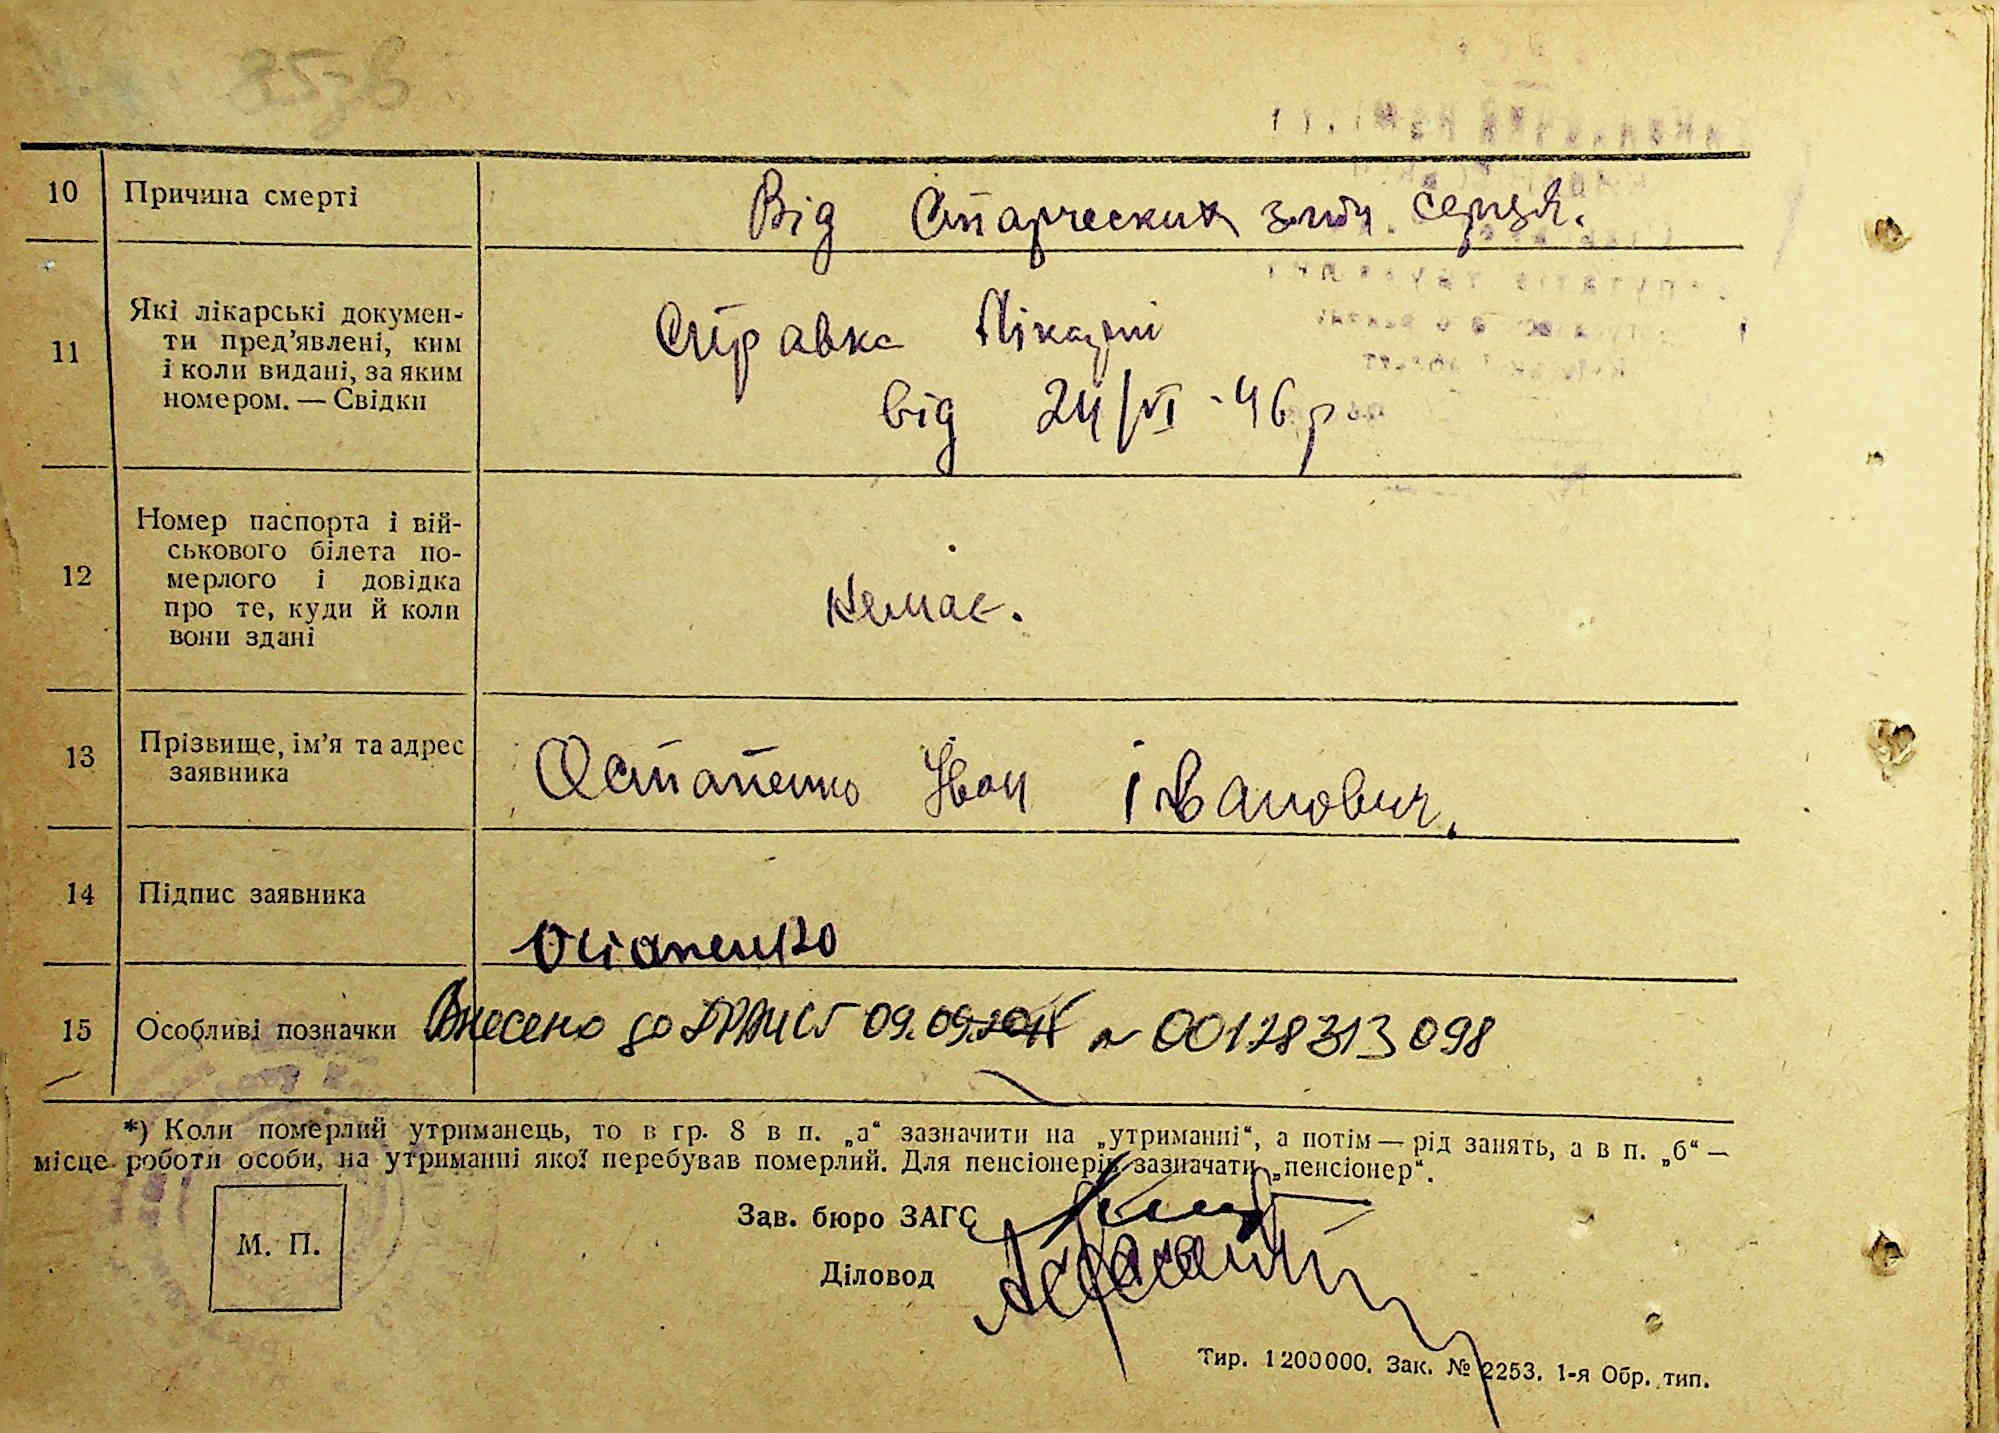 10 Причина смерті Від Старческих змін. серця.
11 Які лікарські докумен-
ти пред’явлені, ким
і коли видані, за яким
номером. — Свідки
Справка Лікарні
від 24/VI-46 р
12 Номер паспорта і вій-
ськового білета по-
мерлого і довідка
про те, куди й коли
вони здані
Немає.
13 Прізвище, ім’я та адрес
заявника
Остапенко Іван Іванович,
14 Підпис заявника
Остапенко
15 Особливі позначки Внесено до ДРАЦС 09.09. № 00128313098
*) Коли померлий утриманець, то в гр. 8 в п. „а“ зазначити на „утриманні“, а потім — рід занять, а в п. „б“ —
місце роботи особи, на утриманні якої перебував померлий. Для пенсіонерів зазначати „пенсіонер“.
М. П.
Зав. бюро ЗАГС
Діловод
Тир. 1200000. Зак. № 2253. 1-я Обр. тип.